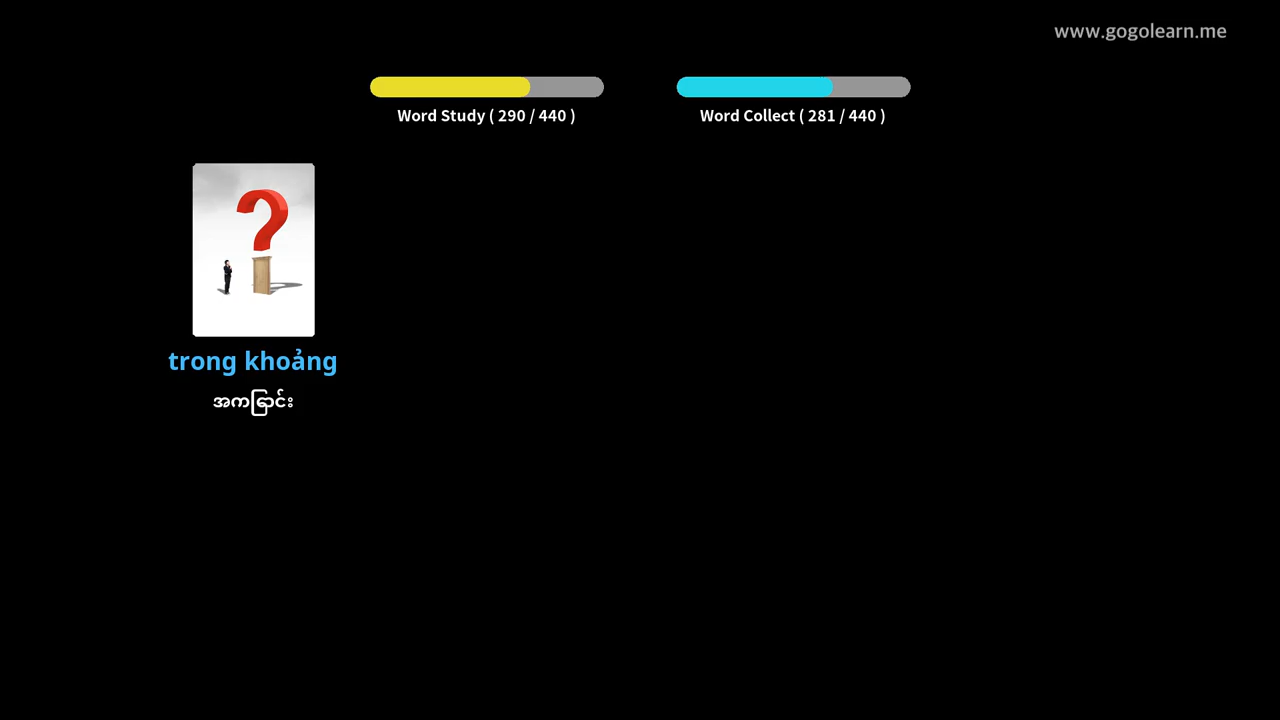 www.gogolearn.me
Word Study ( 290 / 440 )
Word Collect ( 281 / 440 )
trong khoảng
အကြောင်း